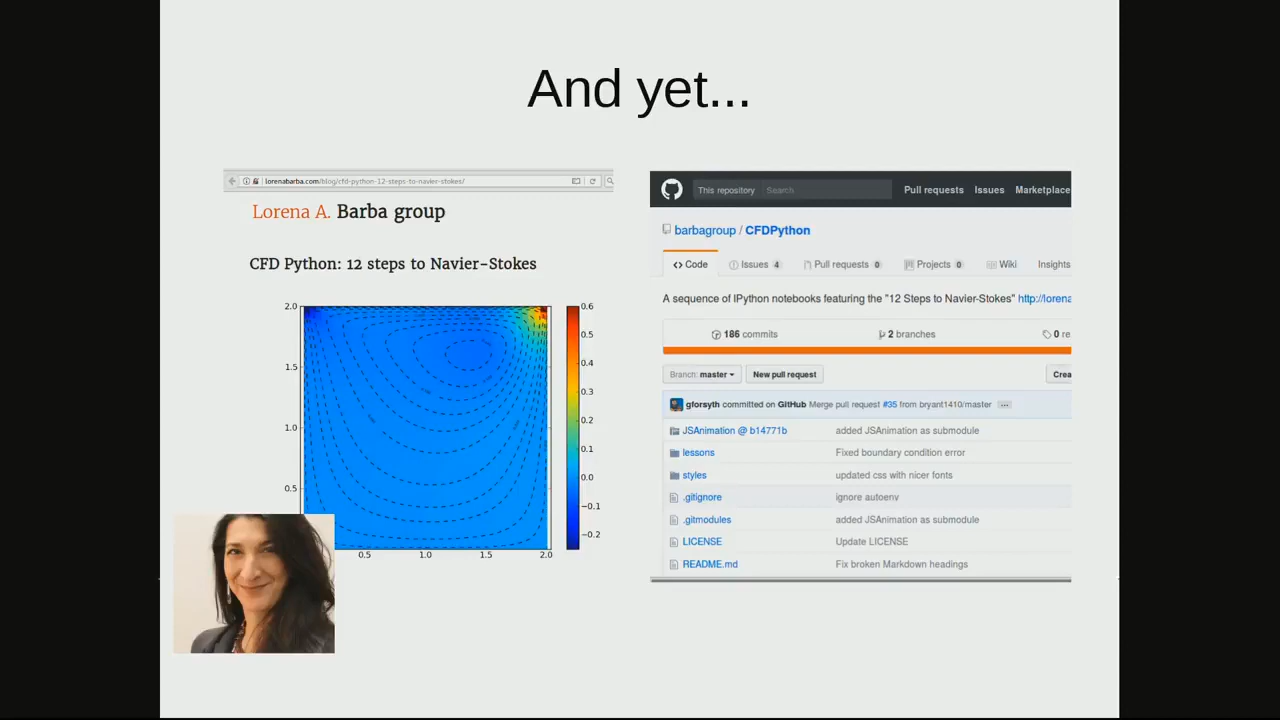 And yet...
lorenabarba.com/blog/cfd-python-12-steps-to-navier-stokes/
Lorena A. Barba group
CFD Python: 12 steps to Navier-Stokes
2.0
1.5
1.0
0.5
0.5 1.0 1.5 2.0
0.6
0.5
0.4
0.3
0.2
0.1
0.0
−0.1
−0.2
This repository Search Pull requests Issues Marketplace
barbagroup / CFDPython
Code Issues 4 Pull requests 0 Projects 0 Wiki Insights
A sequence of IPython notebooks featuring the "12 Steps to Navier-Stokes" http://lorena
186 commits 2 branches 0 re
Branch: master New pull request Crea
gforsyth committed on GitHub Merge pull request #35 from bryant1410/master ...
JSAnimation @ b14771b added JSAnimation as submodule
lessons Fixed boundary condition error
styles updated css with nicer fonts
.gitignore ignore autoenv
.gitmodules added JSAnimation as submodule
LICENSE Update LICENSE
README.md Fix broken Markdown headings